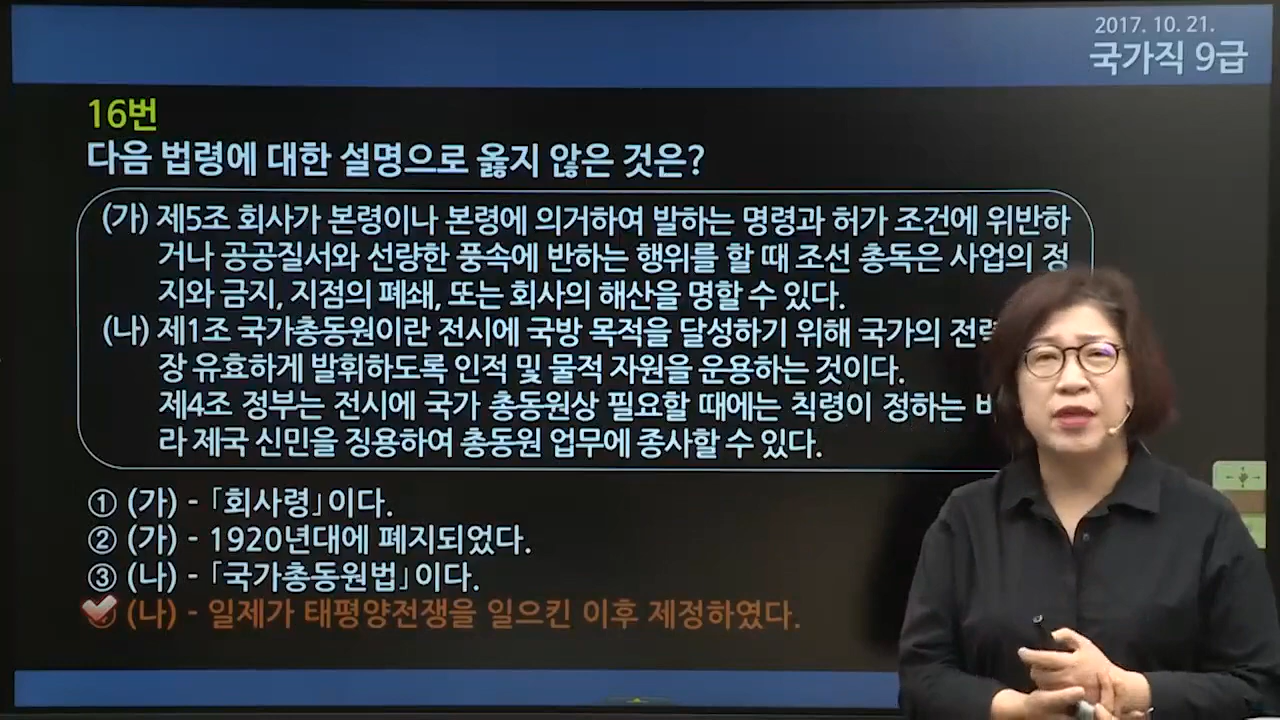 2017. 10. 21.
국가직 9급
16번
다음 법령에 대한 설명으로 옳지 않은 것은?
(가) 제5조 회사가 본령이나 본령에 의거하여 발하는 명령과 허가 조건에 위반하
거나 공공질서와 선량한 풍속에 반하는 행위를 할 때 조선 총독은 사업의 정
지와 금지, 지점의 폐쇄, 또는 회사의 해산을 명할 수 있다.
(나) 제1조 국가총동원이란 전시에 국방 목적을 달성하기 위해 국가의
장 유효하게 발휘하도록 인적 및 물적 자원을 운용하는 것이다.
제4조 정부는 전시에 국가 총동원상 필요할 때에는 칙령이 정하는
라 제국 신민을 징용하여 총동원 업무에 종사할 수 있다.
① (가) - 「회사령」이다.
② (가) - 1920년대에 폐지되었다.
③ (나) - 「국가총동원법」이다.
(나) - 일제가 태평양전쟁을 일으킨 이후 제정하였다.